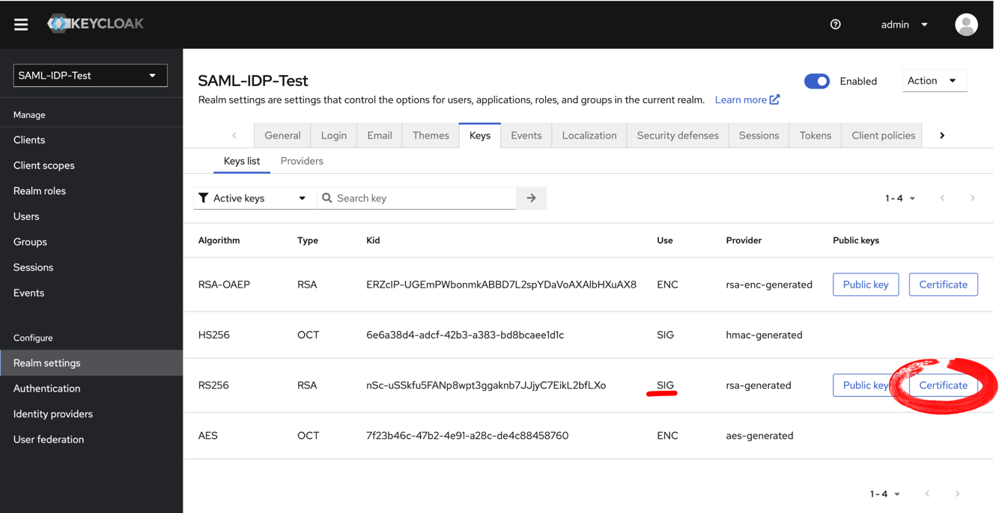 KEYCLOAK
admin
SAML-IDP-Test
Manage
Clients
Client scopes
Realm roles
Users
Groups
Sessions
Events
Configure
Realm settings
Authentication
Identity providers
User federation
SAML-IDP-Test
Enabled
Action
Realm settings are settings that control the options for users, applications, roles, and groups in the current realm. Learn more
General Login Email Themes Keys Events Localization Security defenses Sessions Tokens Client policies
Keys list Providers
Active keys Search key 1 - 4
Algorithm Type Kid Use Provider Public keys
RSA-OAEP RSA ERZcIP-UGEmPWbonmkABBD7L2spYDaVoAXAlbHXuAX8 ENC rsa-enc-generated Public key Certificate
HS256 OCT 6e6a38d4-adcf-42b3-a383-bd8bcaee1d1c SIG hmac-generated
RS256 RSA nSc-uSSkfu5FANp8wpt3ggaknb7JJjyC7EikL2bfLXo SIG rsa-generated Public key Certificate
AES OCT 7f23b46c-47b2-4e91-a28c-de4c88458760 ENC aes-generated
1 - 4